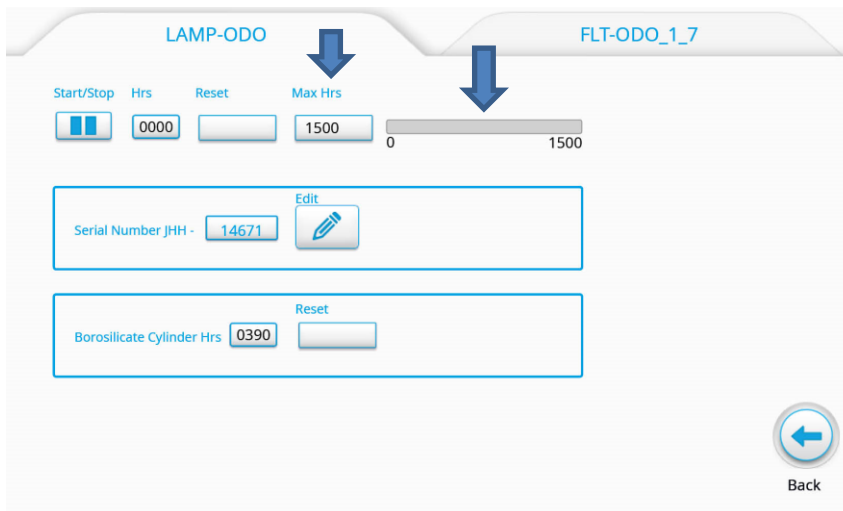 LAMP-ODO FLT-ODO_1_7
Start/Stop Hrs Reset Max Hrs
0000 1500
0 1500
Edit
Serial Number JHH - 14671
Reset
Borosilicate Cylinder Hrs 0390
Back